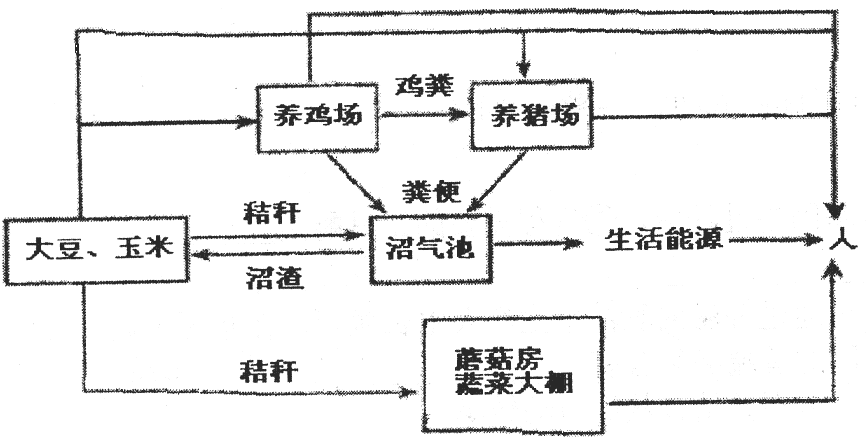 鸡粪
养鸡场
养猪场
粪便
秸秆
大豆、玉米
沼气池
生活能源
人
沼渣
秸秆
蘑菇房
蔬菜大棚